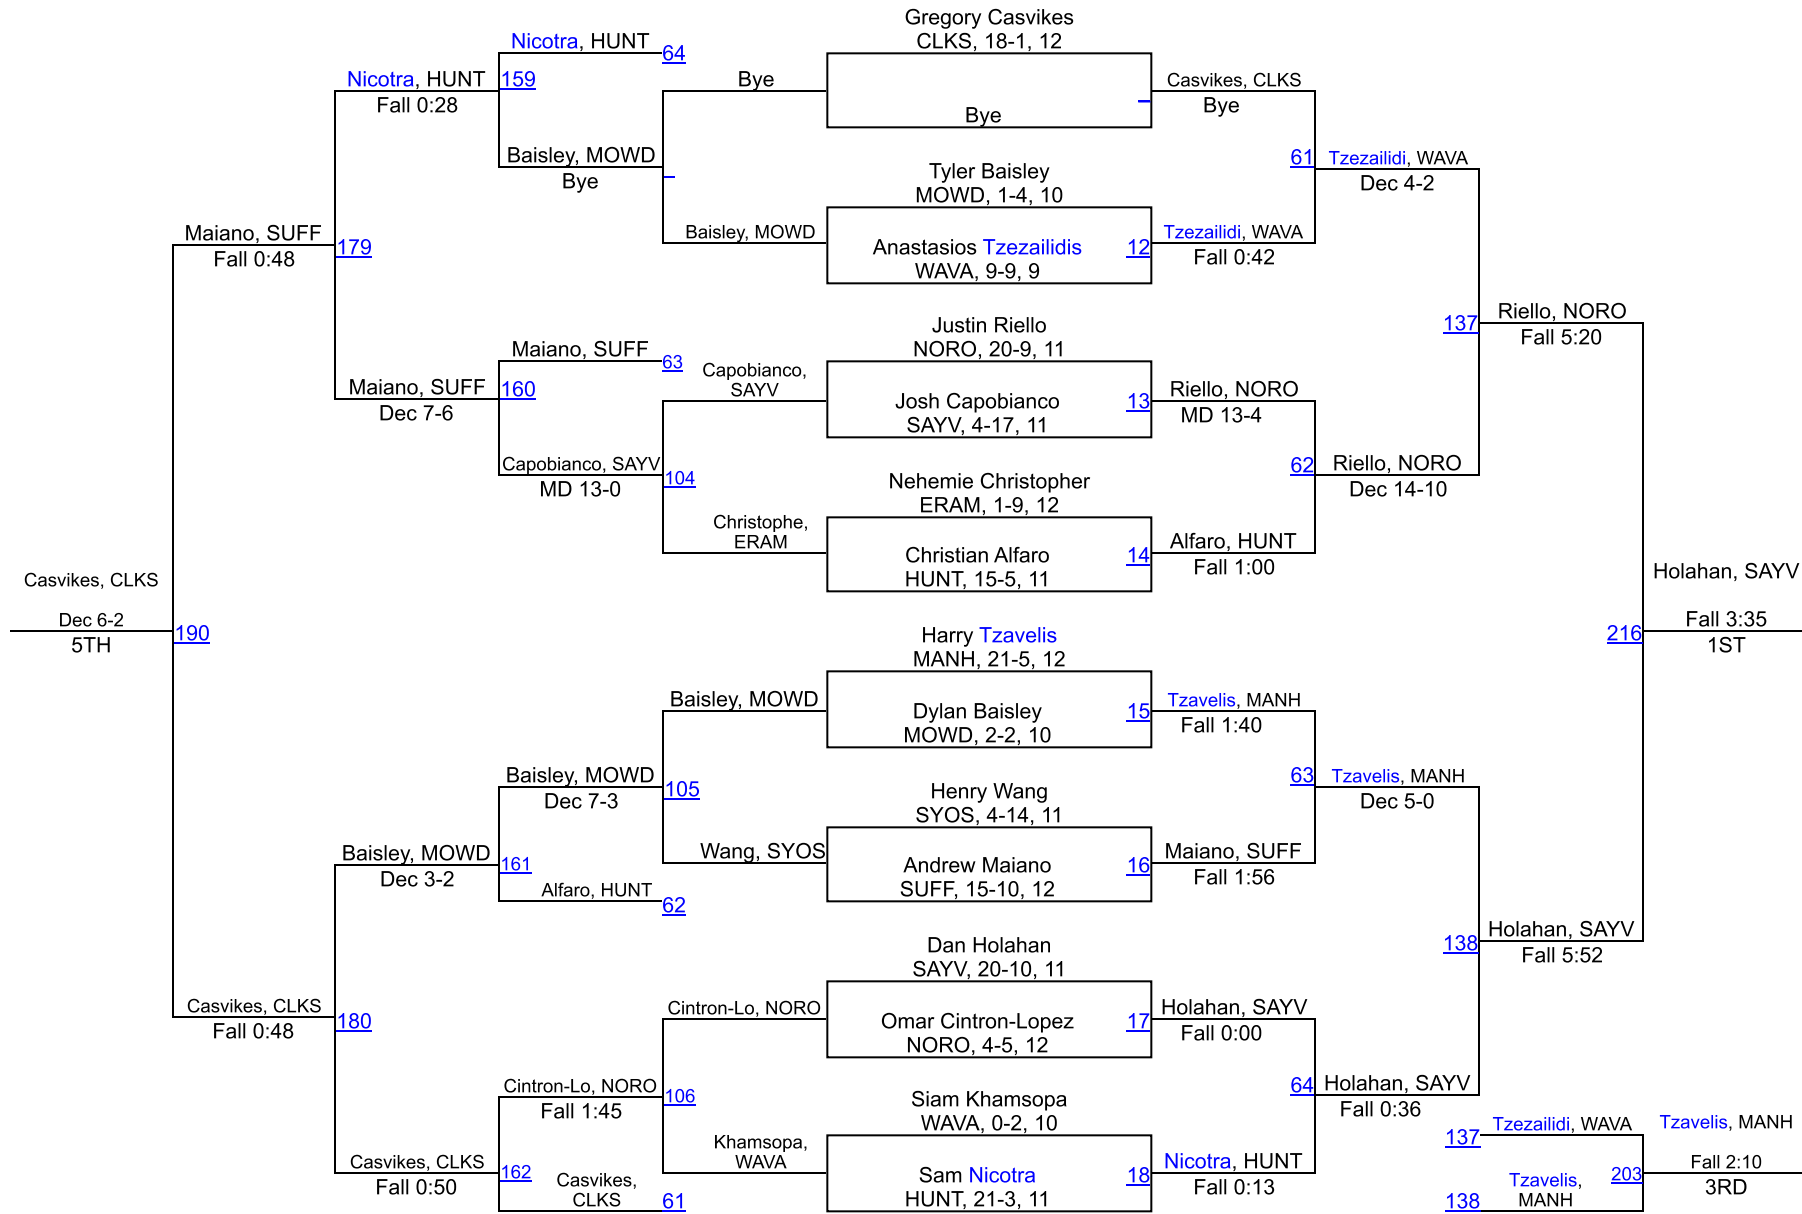 Gregory Casvikes
CLKS, 18-1, 12
Nicotra, HUNT
64
Nicotra, HUNT
159
Bye
Casvikes, CLKS
Fall 0:28
Bye
Bye
Baisley, MOWD
Bye
61
Tzezailidi, WAVA
Dec 4-2
Tyler Baisley
MOWD, 1-4, 10
Maiano, SUFF
179
Fall 0:48
Baisley, MOWD
Anastasios Tzezailidis
12
WAVA, 9-9, 9
Tzezailidi, WAVA
Fall 0:42
Justin Riello
NORO, 20-9, 11
137
Riello, NORO
Fall 5:20
Maiano, SUFF
63
Maiano, SUFF
160
Dec 7-6
Capobianco,
SAYV
Josh Capobianco
13
SAYV, 4-17, 11
Riello, NORO
MD 13-4
Capobianco, SAYV
104
MD 13-0
62
Riello, NORO
Dec 14-10
Nehemie Christopher
ERAM, 1-9, 12
Christophe,
ERAM
Christian Alfaro
14
HUNT, 15-5, 11
Alfaro, HUNT
Fall 1:00
Casvikes, CLKS
Dec 6-2
5TH
190
Holahan, SAYV
216
Fall 3:35
1ST
Harry Tzavelis
MANH, 21-5, 12
Baisley, MOWD
Dylan Baisley
15
MOWD, 2-2, 10
Tzavelis, MANH
Fall 1:40
Baisley, MOWD
105
Dec 7-3
63
Tzavelis, MANH
Dec 5-0
Henry Wang
SYOS, 4-14, 11
Baisley, MOWD
161
Dec 3-2
Wang, SYOS
Andrew Maiano
16
SUFF, 15-10, 12
Maiano, SUFF
Fall 1:56
Alfaro, HUNT
62
Dan Holahan
SAYV, 20-10, 11
138
Holahan, SAYV
Fall 5:52
Casvikes, CLKS
180
Fall 0:48
Cintron-Lo, NORO
Omar Cintron-Lopez
17
NORO, 4-5, 12
Holahan, SAYV
Fall 0:00
Cintron-Lo, NORO
106
Fall 1:45
64
Holahan, SAYV
Fall 0:36
Siam Khamsopa
WAVA, 0-2, 10
Casvikes, CLKS
162
Fall 0:50
Khamsopa,
WAVA
Sam Nicotra
18
HUNT, 21-3, 11
Nicotra, HUNT
Fall 0:13
Casvikes,
CLKS
61
137
Tzezailidi, WAVA
Tzavelis, MANH
203
Fall 2:10
3RD
138
Tzavelis,
MANH